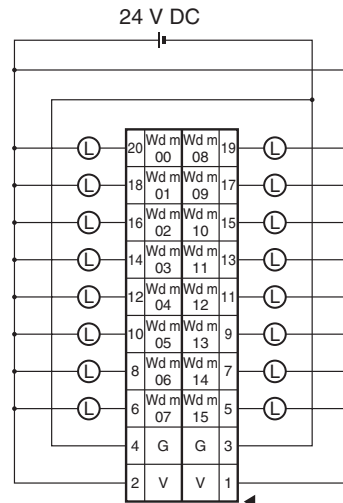 24 V DC
L 20 Wd m 00 Wd m 08 19 L
L 18 Wd m 01 Wd m 09 17 L
L 16 Wd m 02 Wd m 10 15 L
L 14 Wd m 03 Wd m 11 13 L
L 12 Wd m 04 Wd m 12 11 L
L 10 Wd m 05 Wd m 13 9 L
L 8 Wd m 06 Wd m 14 7 L
L 6 Wd m 07 Wd m 15 5 L
4 G G 3
2 V V 1